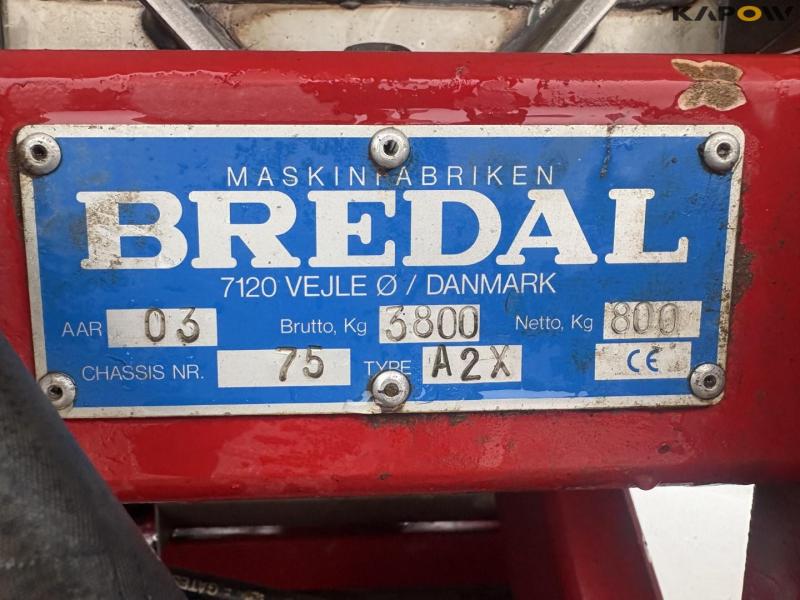 KAPOW
MASKINFABRIKEN
BREDAL
7120 VEJLE Ø / DANMARK
AAR 03 Brutto, Kg 3800 Netto, Kg 800
CHASSIS NR. 75 TYPE A2X CE
GATES